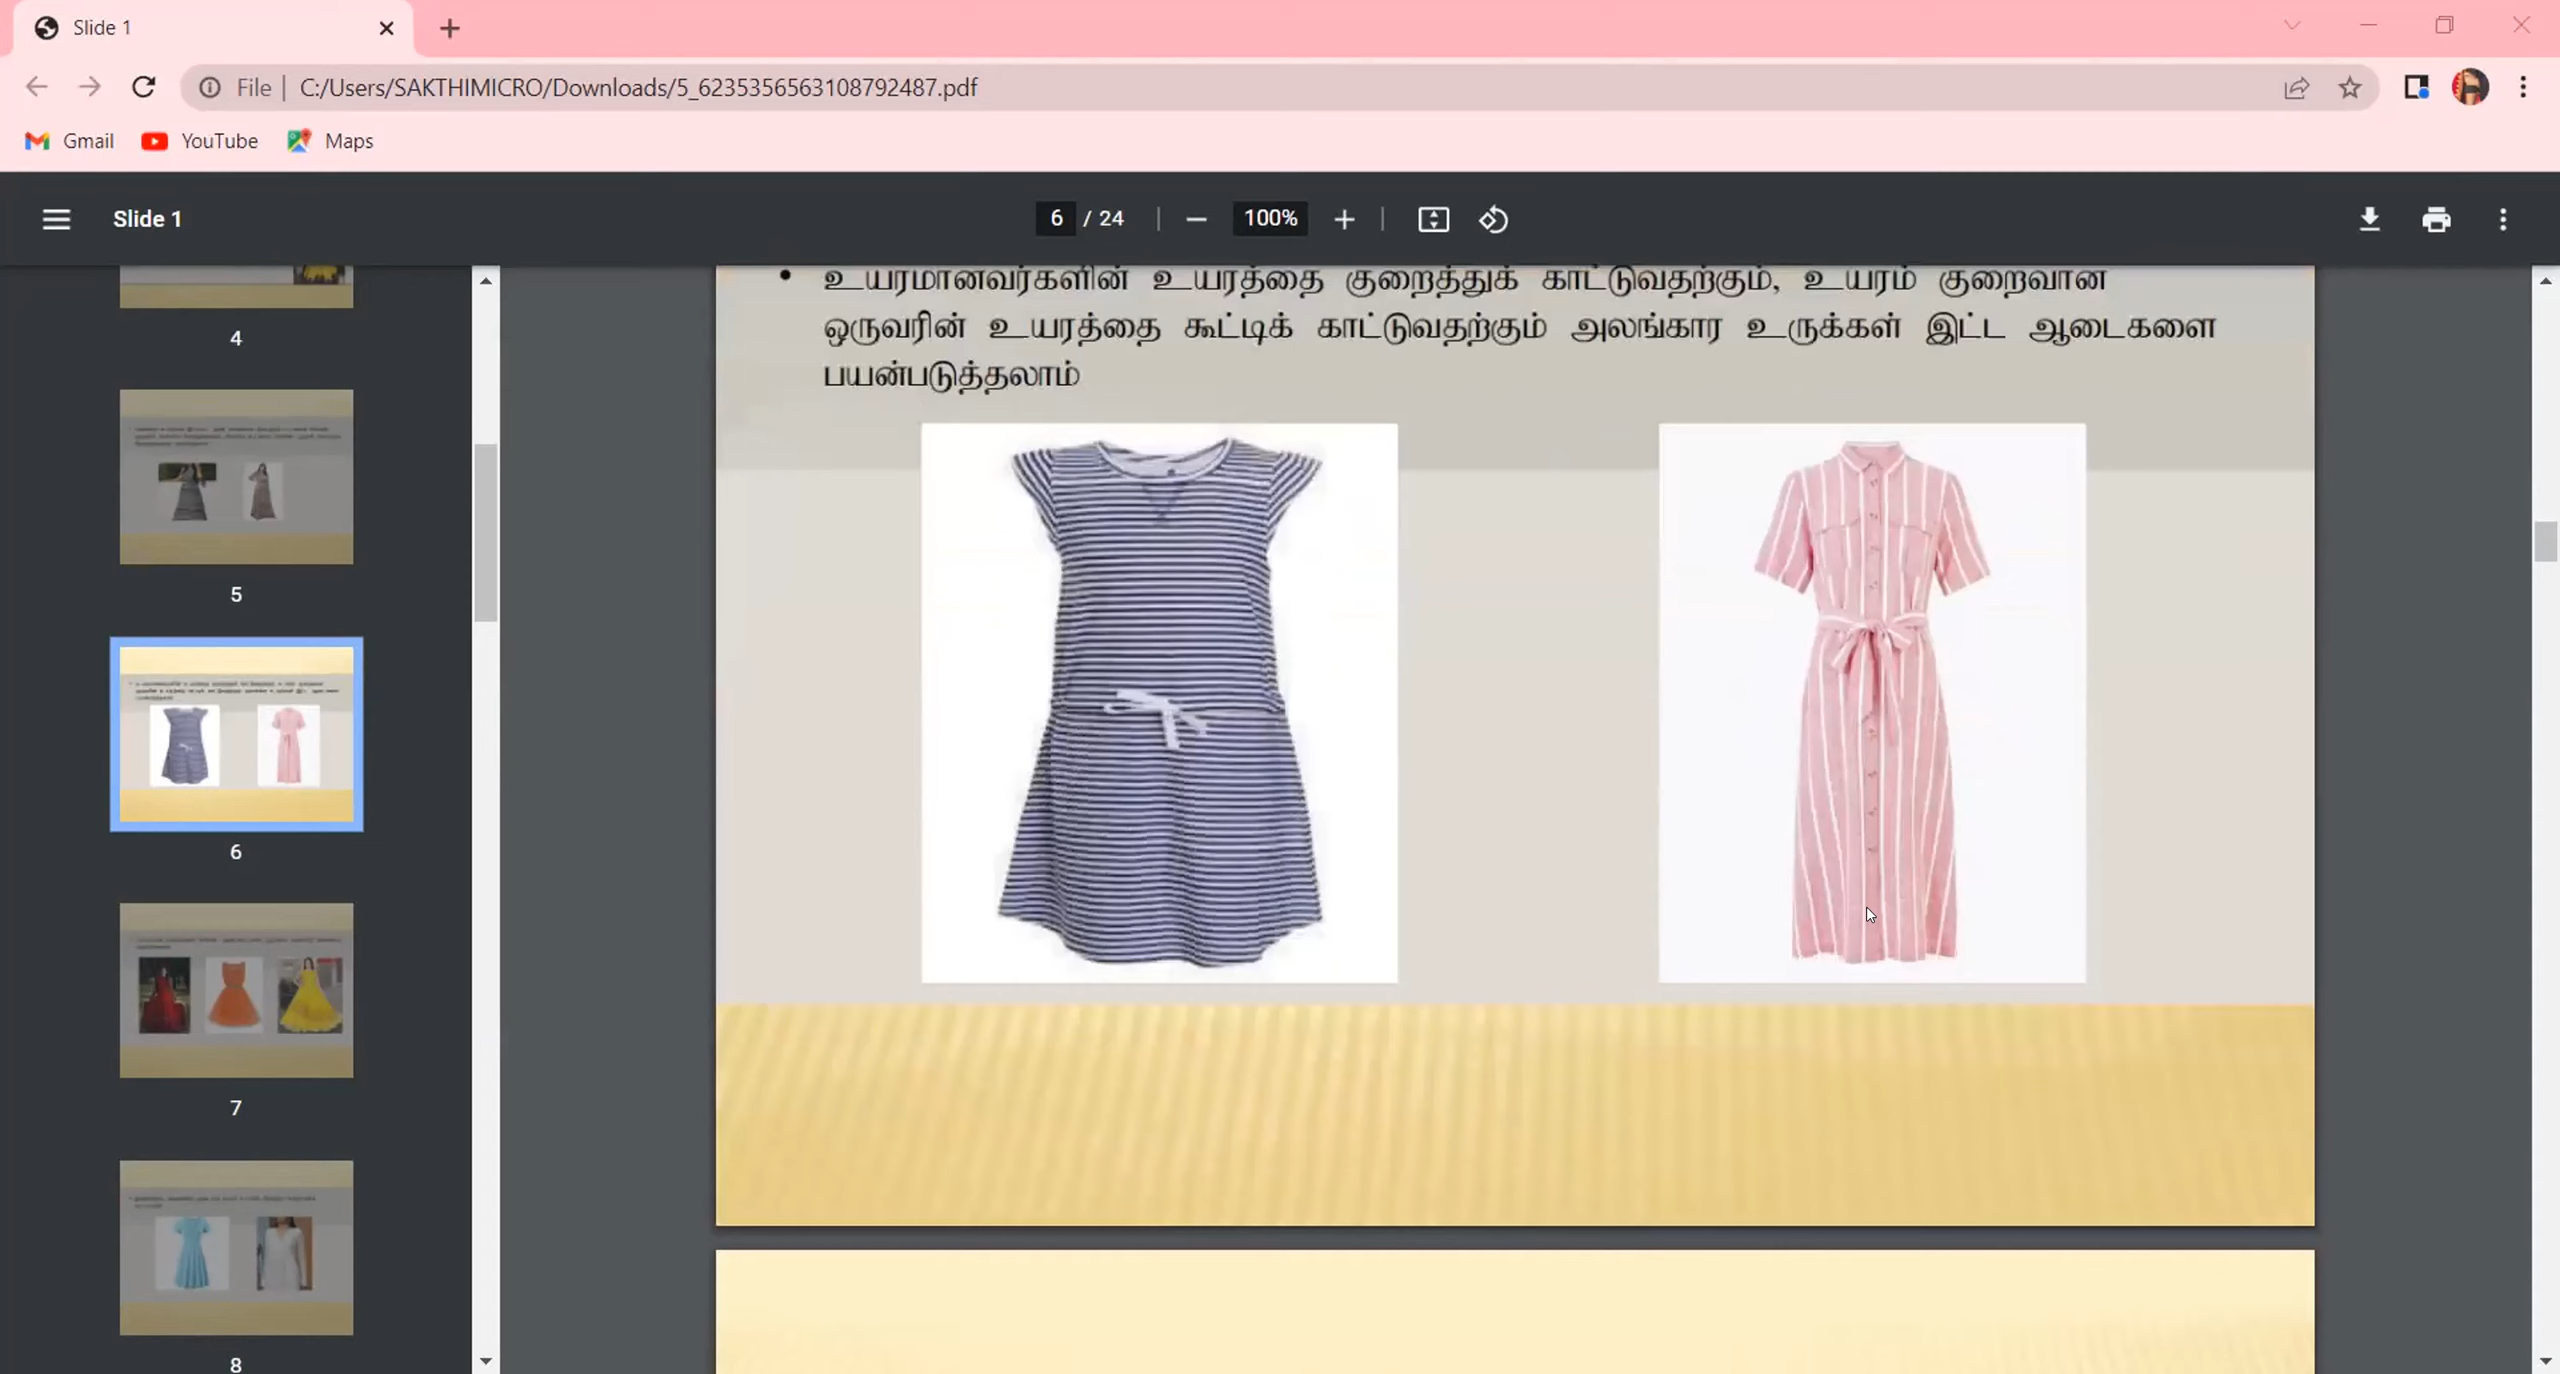 Slide 1
File | C:/Users/SAKTHIMICRO/Downloads/5_6235356563108792487.pdf
Gmail YouTube Maps
Slide 1 6 / 24 100%
• உயரமானவர்களின் உயரத்தை குறைத்துக் காட்டுவதற்கும், உயரம் குறைவான
ஒருவரின் உயரத்தை கூட்டிக் காட்டுவதற்கும் அலங்கார உருக்கள் இட்ட ஆடைகளை
பயன்படுத்தலாம்
4
5
6
7
8